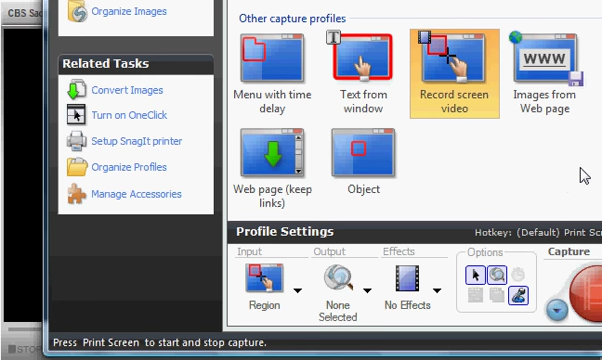 CBS Sa
Organize Images
Related Tasks
Convert Images
Turn on OneClick
Setup SnagIt printer
Organize Profiles
Manage Accessories
Other capture profiles
Menu with time
delay
Text from
window
Record screen
video
WWW
Images from
Web page
Web page (keep
links)
Object
Profile Settings
Hotkey: (Default) Print Scr
Input
Output
Effects
Options
Capture
Region
None
Selected
No Effects
STO
Press Print Screen to start and stop capture.